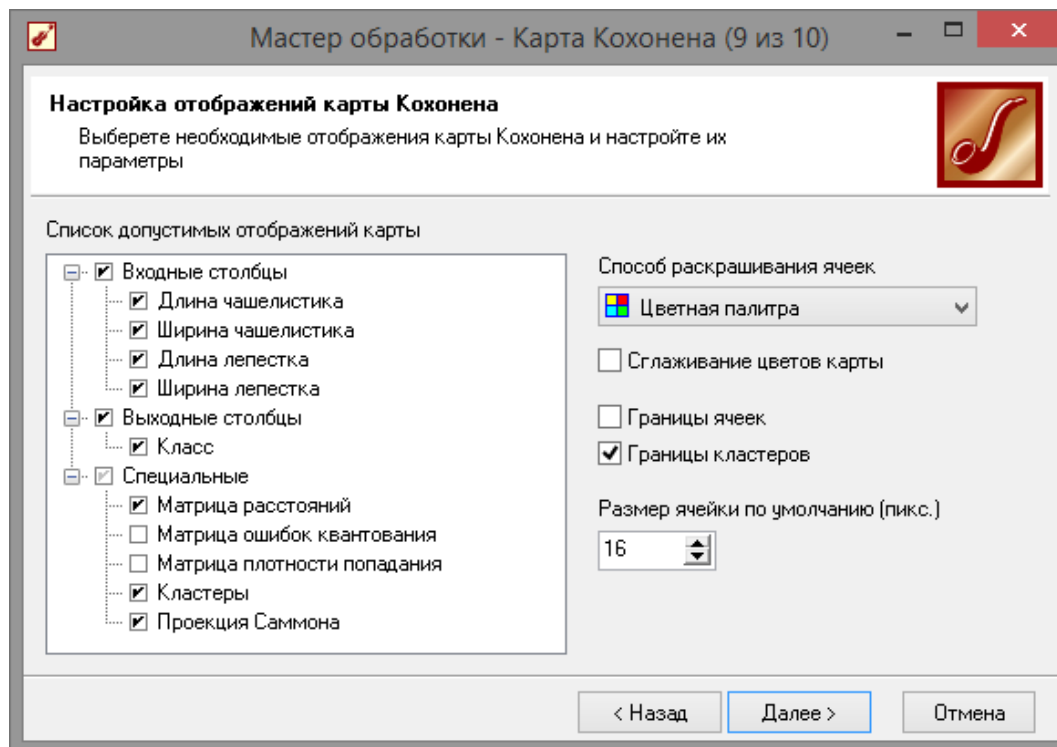 Мастер обработки - Карта Кохонена (9 из 10)
Настройка отображений карты Кохонена
Выберете необходимые отображения карты Кохонена и настройте их
параметры
Список допустимых отображений карты
Входные столбцы
Длина чашелистика
Ширина чашелистика
Длина лепестка
Ширина лепестка
Выходные столбцы
Класс
Специальные
Матрица расстояний
Матрица ошибок квантования
Матрица плотности попадания
Кластеры
Проекция Саммона
Способ раскрашивания ячеек
Цветная палитра
Сглаживание цветов карты
Границы ячеек
Границы кластеров
Размер ячейки по умолчанию (пикс.)
16
< Назад
Далее >
Отмена